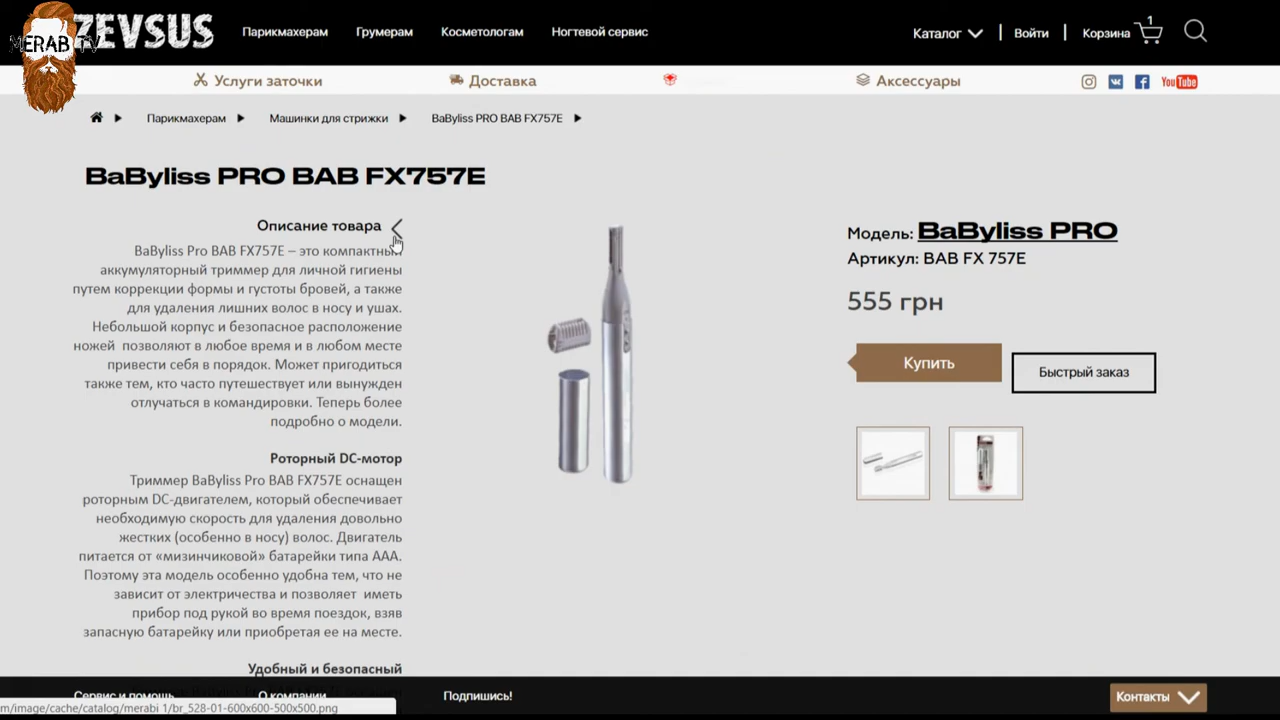 MERAB TV
ZEVSUS
Парикмахерам Грумерам Косметологам Ногтевой сервис
Каталог Войти Корзина 1
Услуги заточки Доставка Аксессуары You Tube
Парикмахерам Машинки для стрижки BaByliss PRO BAB FX757E
BaByliss PRO BAB FX757E
Описание товара
BaByliss Pro BAB FX757E – это компактный
аккумуляторный триммер для личной гигиены
путем коррекции формы и густоты бровей, а также
для удаления лишних волос в носу и ушах.
Небольшой корпус и безопасное расположение
ножей позволяют в любое время и в любом месте
привести себя в порядок. Может пригодиться
также тем, кто часто путешествует или вынужден
отлучаться в командировки. Теперь более
подробно о модели.
Роторный DC-мотор
Триммер BaByliss Pro BAB FX757E оснащен
роторным DC-двигателем, который обеспечивает
необходимую скорость для удаления довольно
жестких (особенно в носу) волос. Двигатель
питается от «мизинчиковой» батарейки типа ААА.
Поэтому эта модель особенно удобна тем, что не
зависит от электричества и позволяет иметь
прибор под рукой во время поездок, взяв
запасную батарейку или приобретая ее на месте.
Удобный и безопасный
Модель: BaByliss PRO
Артикул: BAB FX 757E
555 грн
Купить
Быстрый заказ
Сервис и помощь О компании Подпишись! Контакты
m/image/cache/catalog/merabi 1/br_528-01-600x600-500x500.png